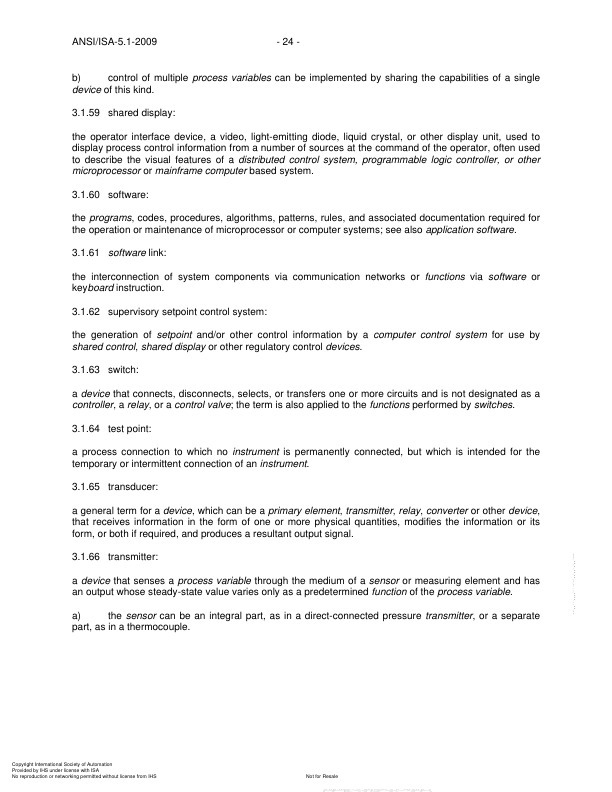 ANSI/ISA-5.1-2009 - 24 -
b) control of multiple process variables can be implemented by sharing the capabilities of a single
device of this kind.
3.1.59 shared display:
the operator interface device, a video, light-emitting diode, liquid crystal, or other display unit, used to
display process control information from a number of sources at the command of the operator, often used
to describe the visual features of a distributed control system, programmable logic controller, or other
microprocessor or mainframe computer based system.
3.1.60 software:
the programs, codes, procedures, algorithms, patterns, rules, and associated documentation required for
the operation or maintenance of microprocessor or computer systems; see also application software.
3.1.61 software link:
the interconnection of system components via communication networks or functions via software or
keyboard instruction.
3.1.62 supervisory setpoint control system:
the generation of setpoint and/or other control information by a computer control system for use by
shared control, shared display or other regulatory control devices.
3.1.63 switch:
a device that connects, disconnects, selects, or transfers one or more circuits and is not designated as a
controller, a relay, or a control valve; the term is also applied to the functions performed by switches.
3.1.64 test point:
a process connection to which no instrument is permanently connected, but which is intended for the
temporary or intermittent connection of an instrument.
3.1.65 transducer:
a general term for a device, which can be a primary element, transmitter, relay, converter or other device,
that receives information in the form of one or more physical quantities, modifies the information or its
form, or both if required, and produces a resultant output signal.
3.1.66 transmitter:
a device that senses a process variable through the medium of a sensor or measuring element and has
an output whose steady-state value varies only as a predetermined function of the process variable.
a) the sensor can be an integral part, as in a direct-connected pressure transmitter, or a separate
part, as in a thermocouple.
Copyright International Society of Automation
Provided by IHS under license with ISA
No reproduction or networking permitted without license from IHS Not for Resale